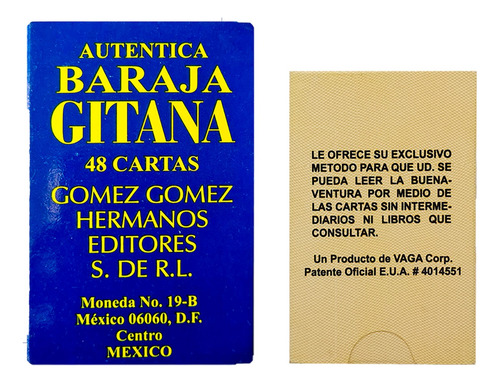 AUTENTICA
BARAJA
GITANA
48 CARTAS
GOMEZ GOMEZ
HERMANOS
EDITORES
S. DE R.L.
Moneda No. 19-B
México 06060, D.F.
Centro
MEXICO
LE OFRECE SU EXCLUSIVO
METODO PARA QUE UD. SE
PUEDA LEER LA BUENA-
VENTURA POR MEDIO DE
LAS CARTAS SIN INTERME-
DIARIOS NI LIBROS QUE
CONSULTAR.
Un Producto de VAGA Corp.
Patente Oficial E.U.A. # 4014551